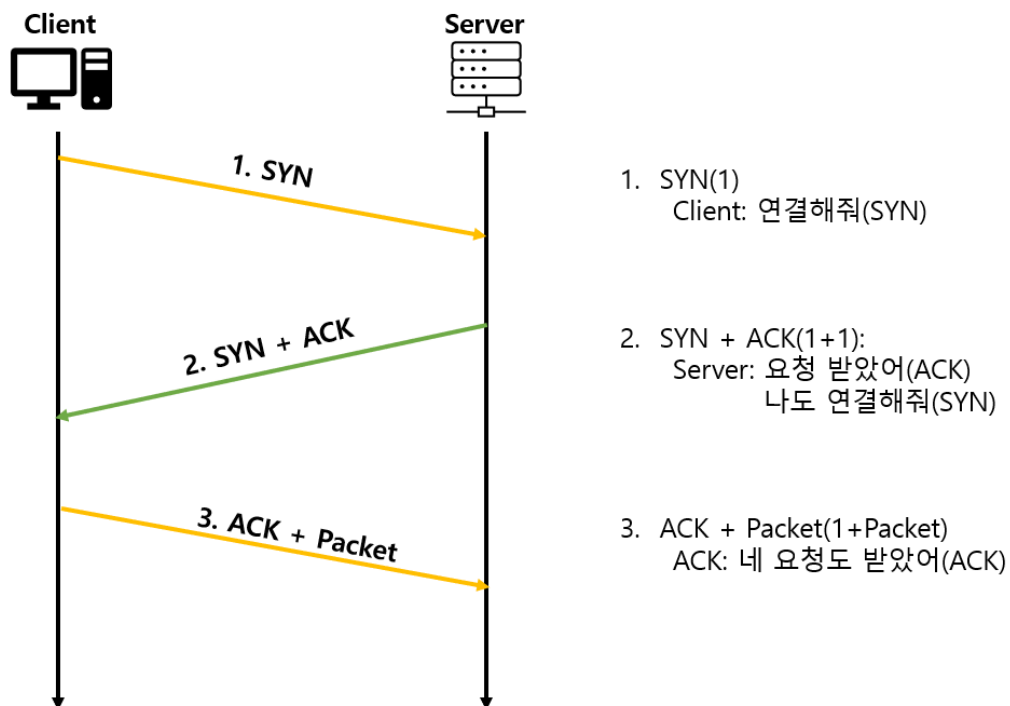 Client
Server
1. SYN
2. SYN + ACK
3. ACK + Packet
1. SYN(1)
Client: 연결해줘(SYN)
2. SYN + ACK(1+1):
Server: 요청 받았어(ACK)
나도 연결해줘(SYN)
3. ACK + Packet(1+Packet)
ACK: 네 요청도 받았어(ACK)